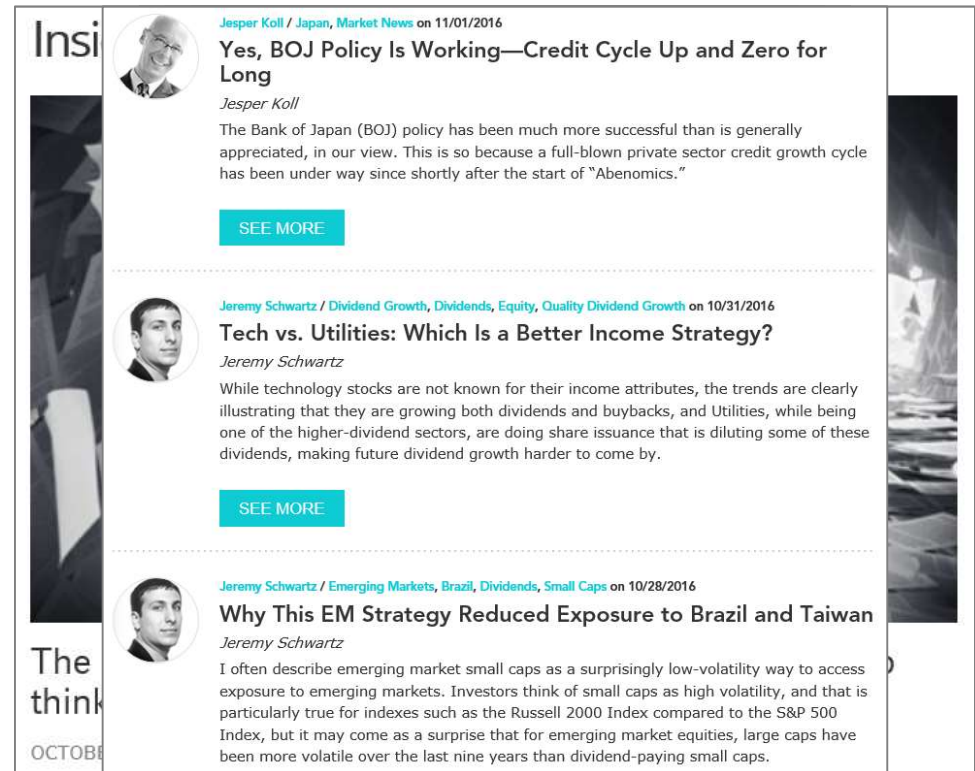 Insi
Jesper Koll / Japan, Market News on 11/01/2016
Yes, BOJ Policy Is Working—Credit Cycle Up and Zero for
Long
Jesper Koll
The Bank of Japan (BOJ) policy has been much more successful than is generally
appreciated, in our view. This is so because a full-blown private sector credit growth cycle
has been under way since shortly after the start of “Abenomics.”
SEE MORE
Jeremy Schwartz / Dividend Growth, Dividends, Equity, Quality Dividend Growth on 10/31/2016
Tech vs. Utilities: Which Is a Better Income Strategy?
Jeremy Schwartz
While technology stocks are not known for their income attributes, the trends are clearly
illustrating that they are growing both dividends and buybacks, and Utilities, while being
one of the higher-dividend sectors, are doing share issuance that is diluting some of these
dividends, making future dividend growth harder to come by.
SEE MORE
Jeremy Schwartz / Emerging Markets, Brazil, Dividends, Small Caps on 10/28/2016
Why This EM Strategy Reduced Exposure to Brazil and Taiwan
Jeremy Schwartz
I often describe emerging market small caps as a surprisingly low-volatility way to access
exposure to emerging markets. Investors think of small caps as high volatility, and that is
particularly true for indexes such as the Russell 2000 Index compared to the S&P 500
Index, but it may come as a surprise that for emerging market equities, large caps have
been more volatile over the last nine years than dividend-paying small caps.
The
think
OCTOBE